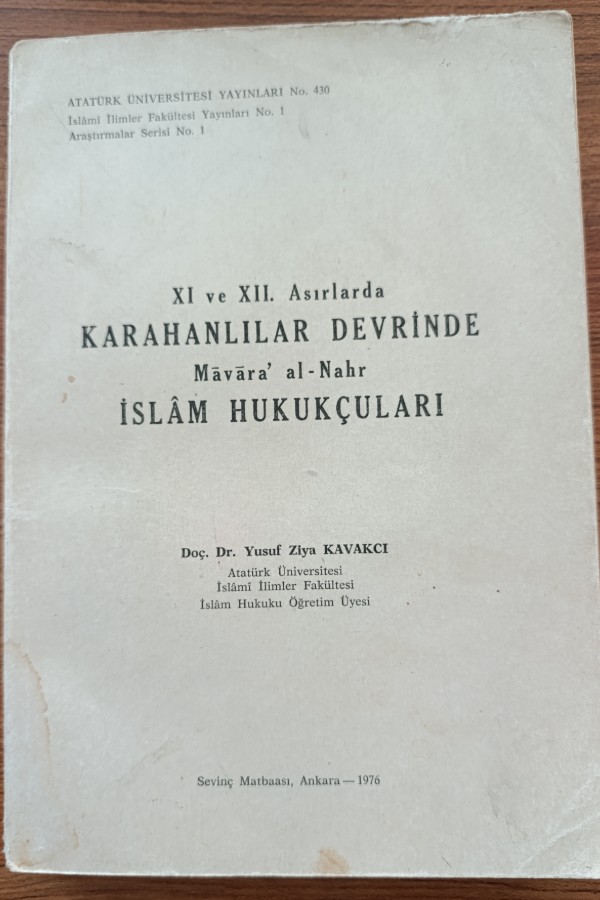 ATATÜRK ÜNİVERSİTESİ YAYINLARI No. 430
İslâmî İlimler Fakültesi Yayınları No. 1
Araştırmalar Serisi No. 1
XI ve XII. Asırlarda
KARAHANLILAR DEVRİNDE
Māvāra' al-Nahr
İSLÂM HUKUKÇULARI
Doç. Dr. Yusuf Ziya KAVAKCI
Atatürk Üniversitesi
İslâmî İlimler Fakültesi
İslâm Hukuku Öğretim Üyesi
Sevinç Matbaası, Ankara — 1976